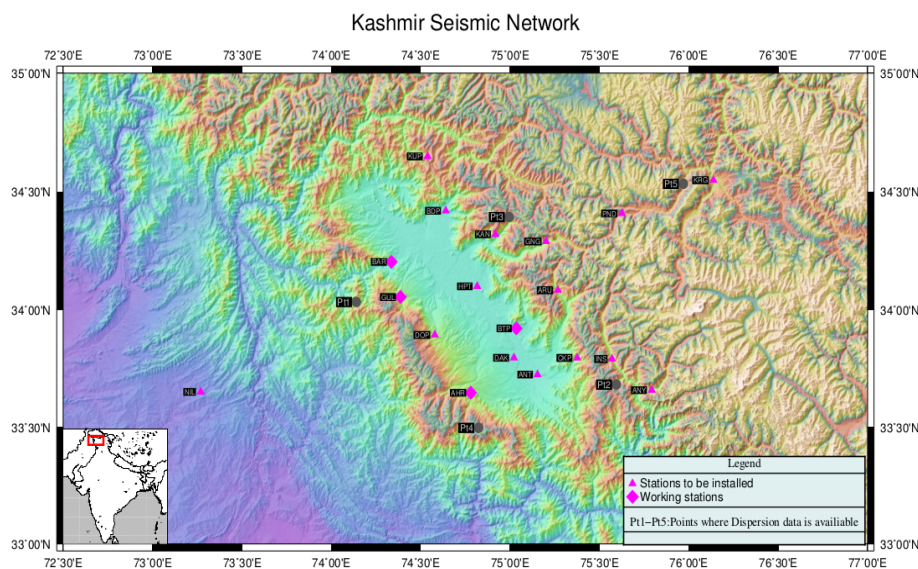 Kashmir Seismic Network
72˚30'E 73˚00'E 73˚30'E 74˚00'E 74˚30'E 75˚00'E 75˚30'E 76˚00'E 76˚30'E 77˚00'E
35˚00'N 35˚00'N
KUP
Pt5 KRG
34˚30'N 34˚30'N
BDP Pt3 PND
KAN GNG
BAR
HPT ARU
GUL
Pt1
34˚00'N 34˚00'N
DOP BTP
DAK CKP INS
ANT
NIL AHR Pt2 ANY
Pt4
33˚30'N 33˚30'N
Legend
Stations to be installed
Working stations
Pt1−Pt5:Points where Dispersion data is availiable
33˚00'N 33˚00'N
72˚30'E 73˚00'E 73˚30'E 74˚00'E 74˚30'E 75˚00'E 75˚30'E 76˚00'E 76˚30'E 77˚00'E